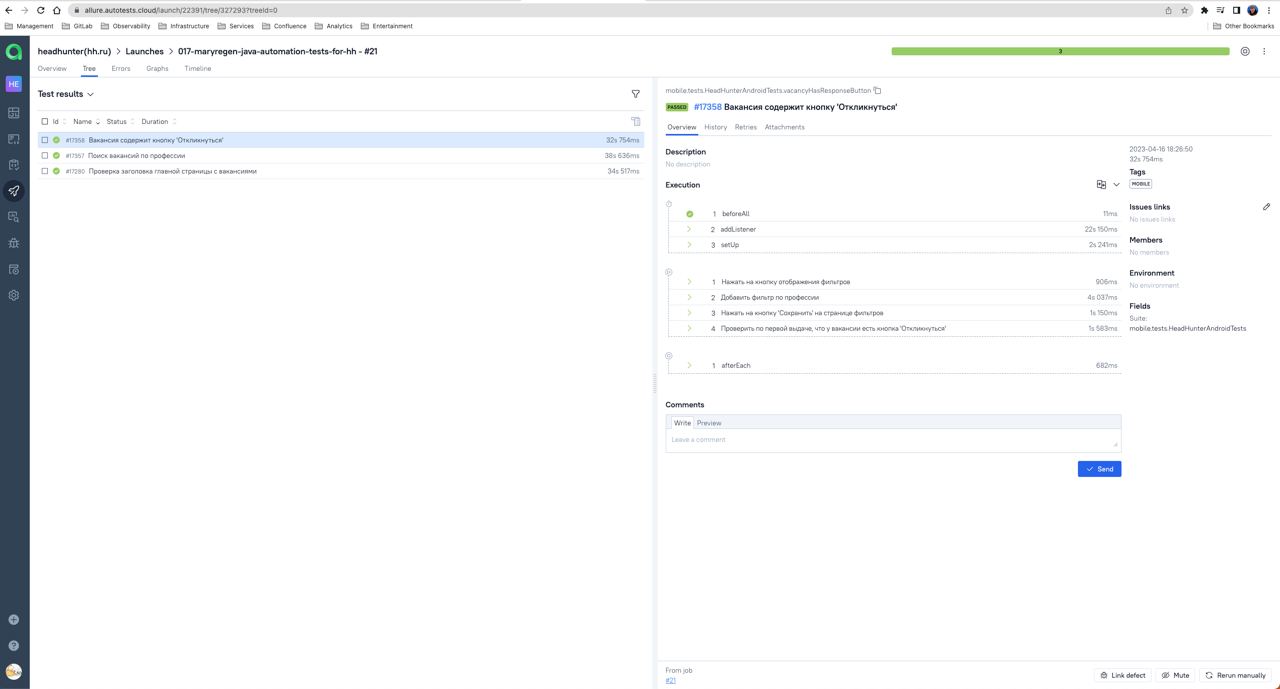 allure.autotests.cloud/launch/22391/tree/327293?treeId=0
Management GitLab Observability Infrastructure Services Confluence Analytics Entertainment Other Bookmarks
headhunter(hh.ru) > Launches > 017-maryregen-java-automation-tests-for-hh - #21
3
Overview Tree Errors Graphs Timeline
HE
Test results
Id Name Status Duration
#17358 Вакансия содержит кнопку 'Откликнуться' 32s 754ms
#17357 Поиск вакансий по профессии 38s 636ms
#17280 Проверка заголовка главной страницы с вакансиями 34s 517ms
mobile.tests.HeadHunterAndroidTests.vacancyHasResponseButton
PASSED #17358 Вакансия содержит кнопку 'Откликнуться'
Overview History Retries Attachments
Description
No description
Execution
1 beforeAll 11ms
2 addListener 22s 150ms
3 setUp 2s 241ms
1 Нажать на кнопку отображения фильтров 906ms
2 Добавить фильтр по профессии 4s 037ms
3 Нажать на кнопку 'Сохранить' на странице фильтров 1s 150ms
4 Проверить по первой выдаче, что у вакансии есть кнопка 'Откликнуться' 1s 583ms
1 afterEach 682ms
Comments
Write Preview
Leave a comment
Send
2023-04-16 18:26:50
32s 754ms
Tags
MOBILE
Issues links
No issues links
Members
No members
Environment
No environment
Fields
Suite:
mobile.tests.HeadHunterAndroidTests
From job
#21
Link defect Mute Rerun manually